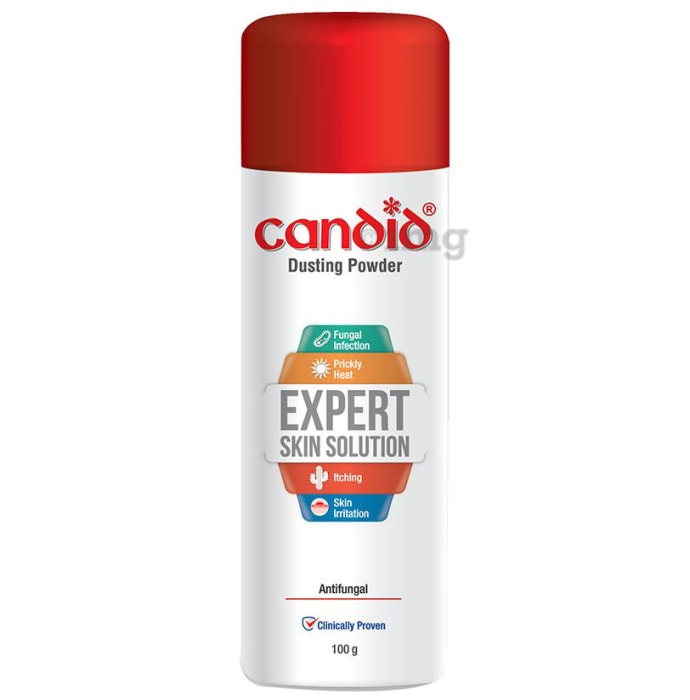 candid®
Dusting Powder
Fungal
Infection
Prickly
Heat
EXPERT
SKIN SOLUTION
Itching
Skin
Irritation
Antifungal
Clinically Proven
100 g